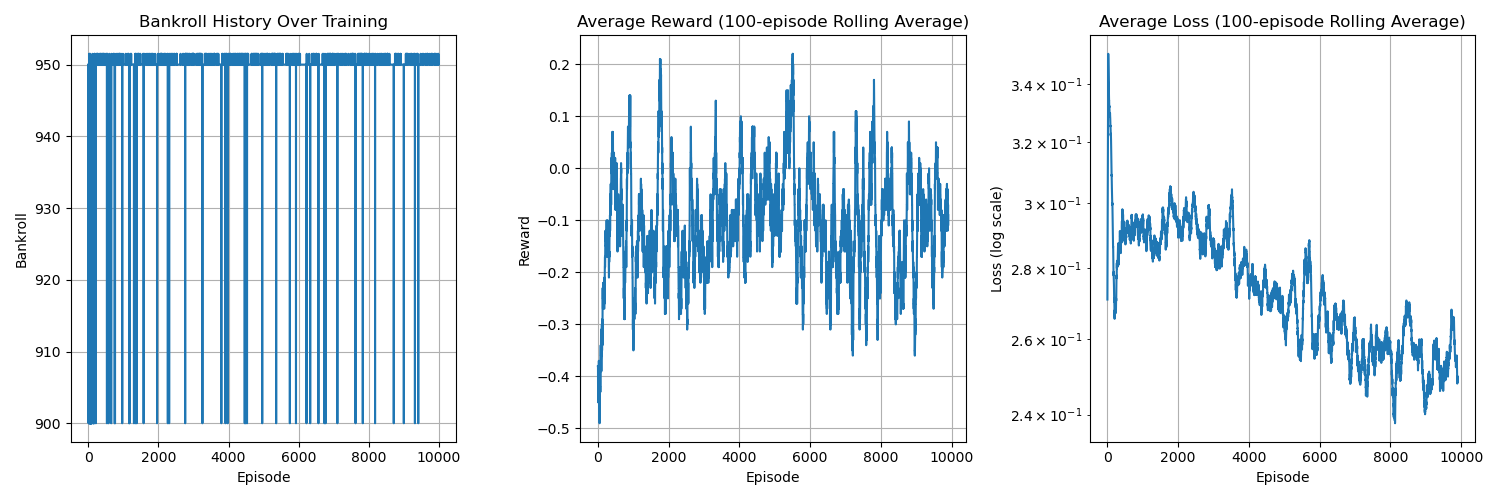 Bankroll History Over Training
Bankroll
950
940
930
920
910
900
0
2000
4000
6000
8000
10000
Episode
Average Reward (100-episode Rolling Average)
Reward
0.2
0.1
0.0
−0.1
−0.2
−0.3
−0.4
−0.5
0
2000
4000
6000
8000
10000
Episode
Average Loss (100-episode Rolling Average)
Loss (log scale)
3.4 × 10⁻¹
3.2 × 10⁻¹
3 × 10⁻¹
2.8 × 10⁻¹
2.6 × 10⁻¹
2.4 × 10⁻¹
0
2000
4000
6000
8000
10000
Episode